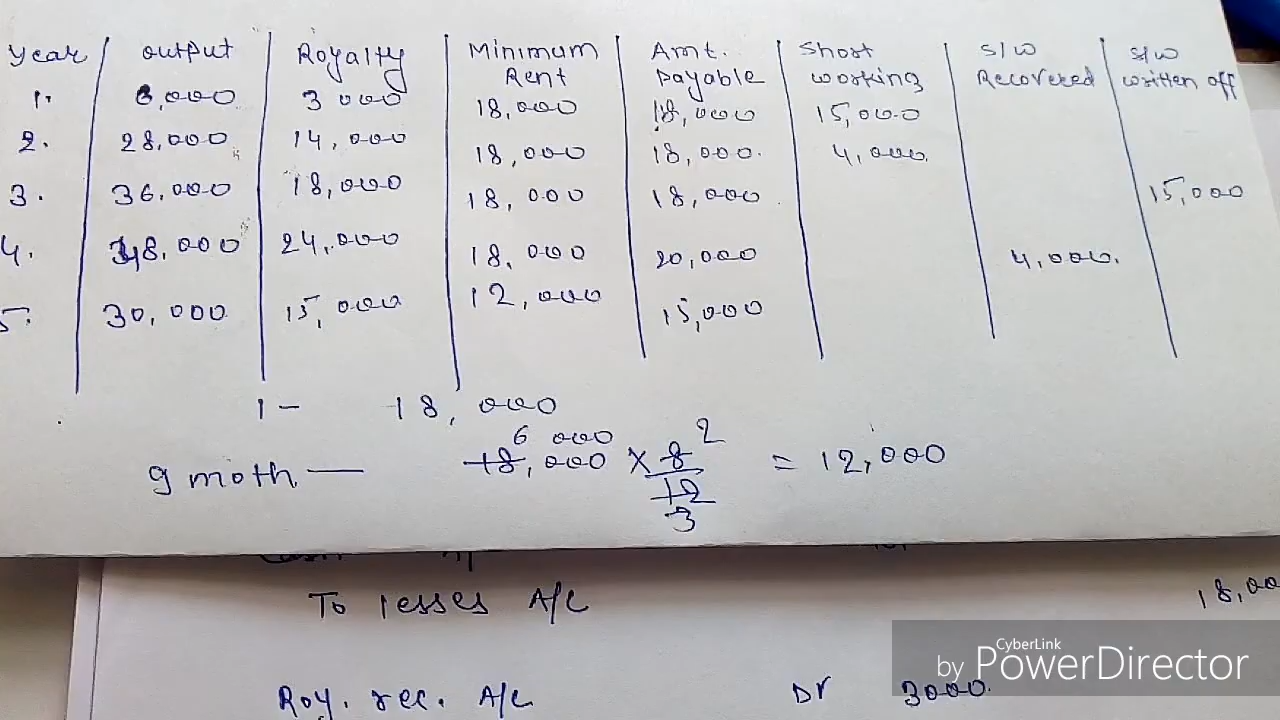 Year output Royalty Minimum Rent Amt. payable Short working S/W Recovered S/W written off
1. 6,000 3 000 18,000 18,000 15,000
2. 28,000 14,000 18,000 18,000. 4,000.
3. 36,000 18,000 18,000 18,000 15,000
4. 48,000 24,000 18,000 20,000 4,000.
5. 30,000 15,000 12,000 15,000
1 - 18,000
6 000 2
9 moth — 18,000 x 8 = 12,000
12
3
To lesses A/c 18,00
Roy. rec. A/c Dr 3000.
CyberLink
by PowerDirector